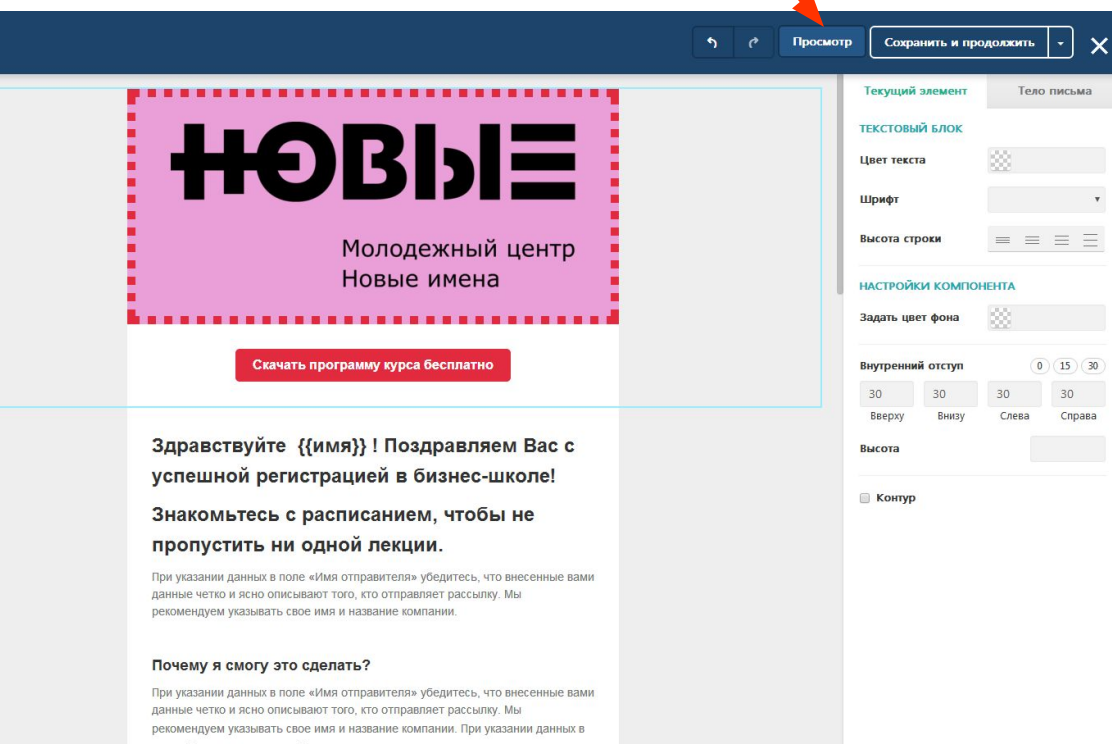 Просмотр
Сохранить и продолжить
НОВЫЕ
Молодежный центр
Новые имена
Скачать программу курса бесплатно
Здравствуйте {{имя}} ! Поздравляем Вас с
успешной регистрацией в бизнес-школе!
Знакомьтесь с расписанием, чтобы не
пропустить ни одной лекции.
При указании данных в поле «Имя отправителя» убедитесь, что внесенные вами
данные четко и ясно описывают того, кто отправляет рассылку. Мы
рекомендуем указывать свое имя и название компании.
Почему я смогу это сделать?
При указании данных в поле «Имя отправителя» убедитесь, что внесенные вами
данные четко и ясно описывают того, кто отправляет рассылку. Мы
рекомендуем указывать свое имя и название компании. При указании данных в
Текущий элемент Тело письма
ТЕКСТОВЫЙ БЛОК
Цвет текста
Шрифт
Высота строки
НАСТРОЙКИ КОМПОНЕНТА
Задать цвет фона
Внутренний отступ 0 15 30
30 30 30 30
Вверху Внизу Слева Справа
Высота
Контур